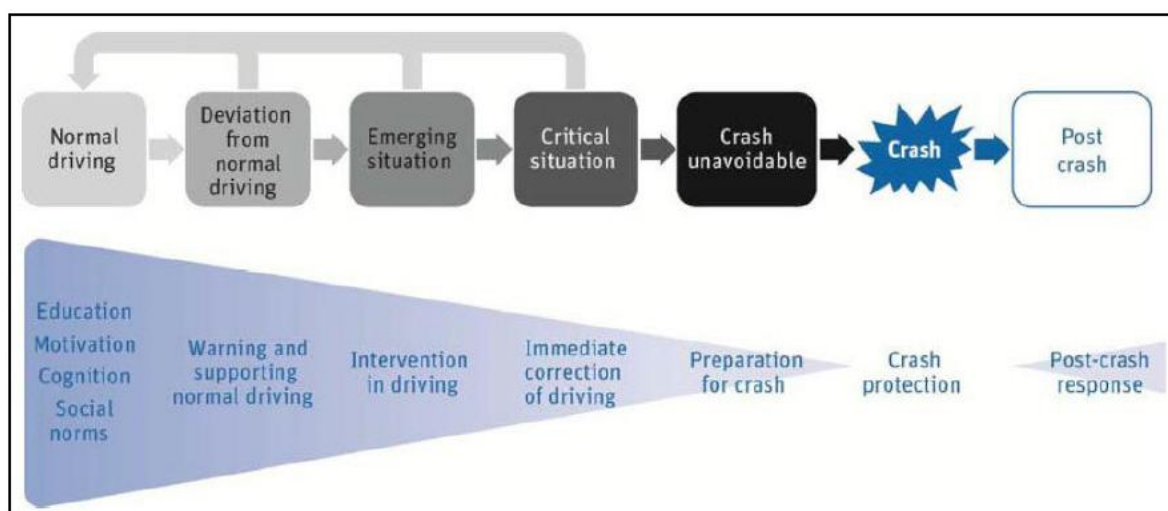 Normal
driving
Deviation
from
normal
driving
Emerging
situation
Critical
situation
Crash
unavoidable
Crash
Post
crash
Education
Motivation
Cognition
Social
norms
Warning and
supporting
normal driving
Intervention
in driving
Immediate
correction
of driving
Preparation
for crash
Crash
protection
Post-crash
response